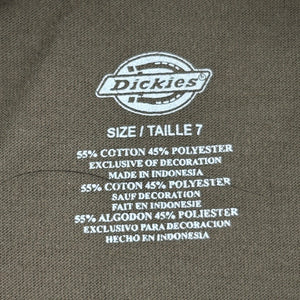 Dickies
SIZE / TAILLE 7
55% COTTON 45% POLYESTER
EXCLUSIVE OF DECORATION
MADE IN INDONESIA
55% COTON 45% POLYESTER
SAUF DECORATION
FAIT EN INDONESIE
55% ALGODON 45% POLIESTER
EXCLUSIVO PARA DECORACION
HECHO EN INDONESIA